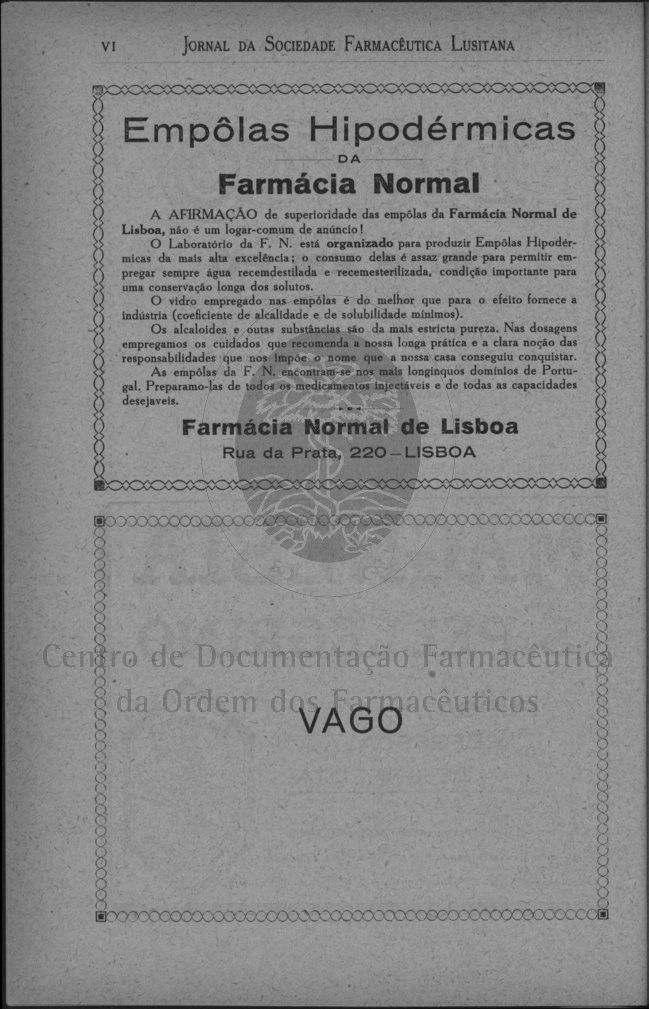 VI
JORNAL DA SOCIEDADE FARMACÊUTICA LUSITANA
Empôlas Hipodérmicas
DA
Farmácia Normal
A AFIRMAÇÃO de superioridade das empôlas da Farmácia Normal de
Lisboa, não é um logar-comum de anúncio!
O Laboratório da F. N. está organizado para produzir Empôlas Hipodér-
micas da mais alta excelência; o consumo delas é assaz grande para permitir em-
pregar sempre água recemdestilada e recemesterilizada, condição importante para
uma conservação longa dos solutos.
O vidro empregado nas empôlas é do melhor que para o efeito fornece a
indústria (coeficiente de alcalidade e de solubilidade mínimos).
Os alcaloides e outas substâncias são da mais estricta pureza. Nas dosagens
empregamos os cuidados que recomenda a nossa longa prática e a clara noção das
responsabilidades que nos impõe o nome que a nossa casa conseguiu conquistar.
As empôlas da F. N. encontram-se nos mais longínquos domínios de Portu-
gal. Preparamo-las de todos os medicamentos injectáveis e de todas as capacidades
desejaveis.
Farmácia Normal de Lisboa
Rua da Prata, 220—LISBOA
Centro de Documentação Farmacêutica
da Ordem dos Farmacêuticos
VAGO